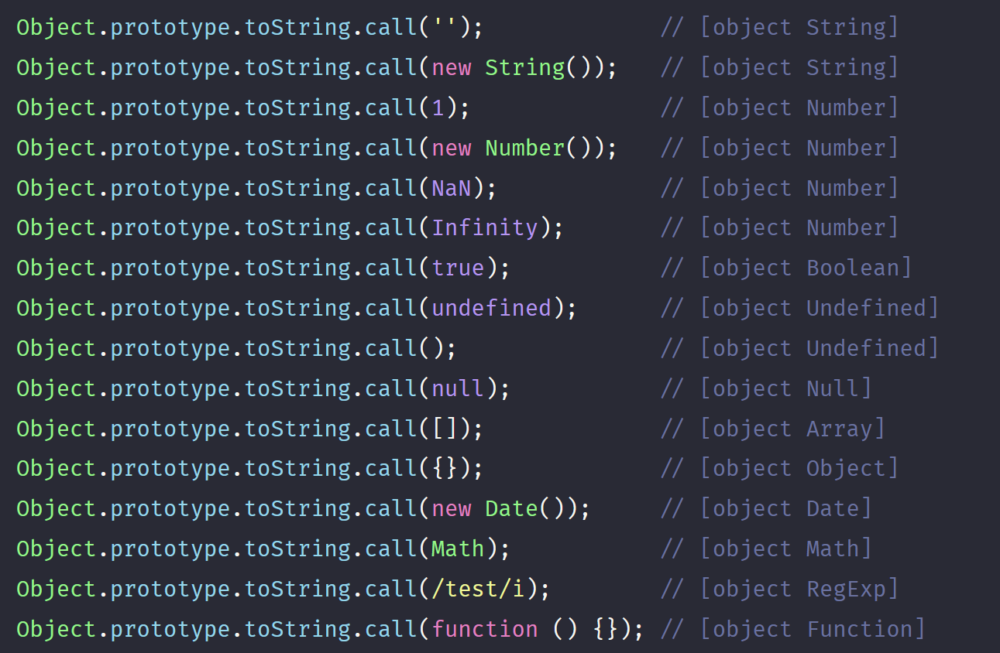 Object.prototype.toString.call('');              // [object String]
Object.prototype.toString.call(new String());    // [object String]
Object.prototype.toString.call(1);               // [object Number]
Object.prototype.toString.call(new Number());    // [object Number]
Object.prototype.toString.call(NaN);             // [object Number]
Object.prototype.toString.call(Infinity);        // [object Number]
Object.prototype.toString.call(true);            // [object Boolean]
Object.prototype.toString.call(undefined);       // [object Undefined]
Object.prototype.toString.call();                // [object Undefined]
Object.prototype.toString.call(null);            // [object Null]
Object.prototype.toString.call([]);              // [object Array]
Object.prototype.toString.call({});              // [object Object]
Object.prototype.toString.call(new Date());      // [object Date]
Object.prototype.toString.call(Math);            // [object Math]
Object.prototype.toString.call(/test/i);         // [object RegExp]
Object.prototype.toString.call(function () {});  // [object Function]